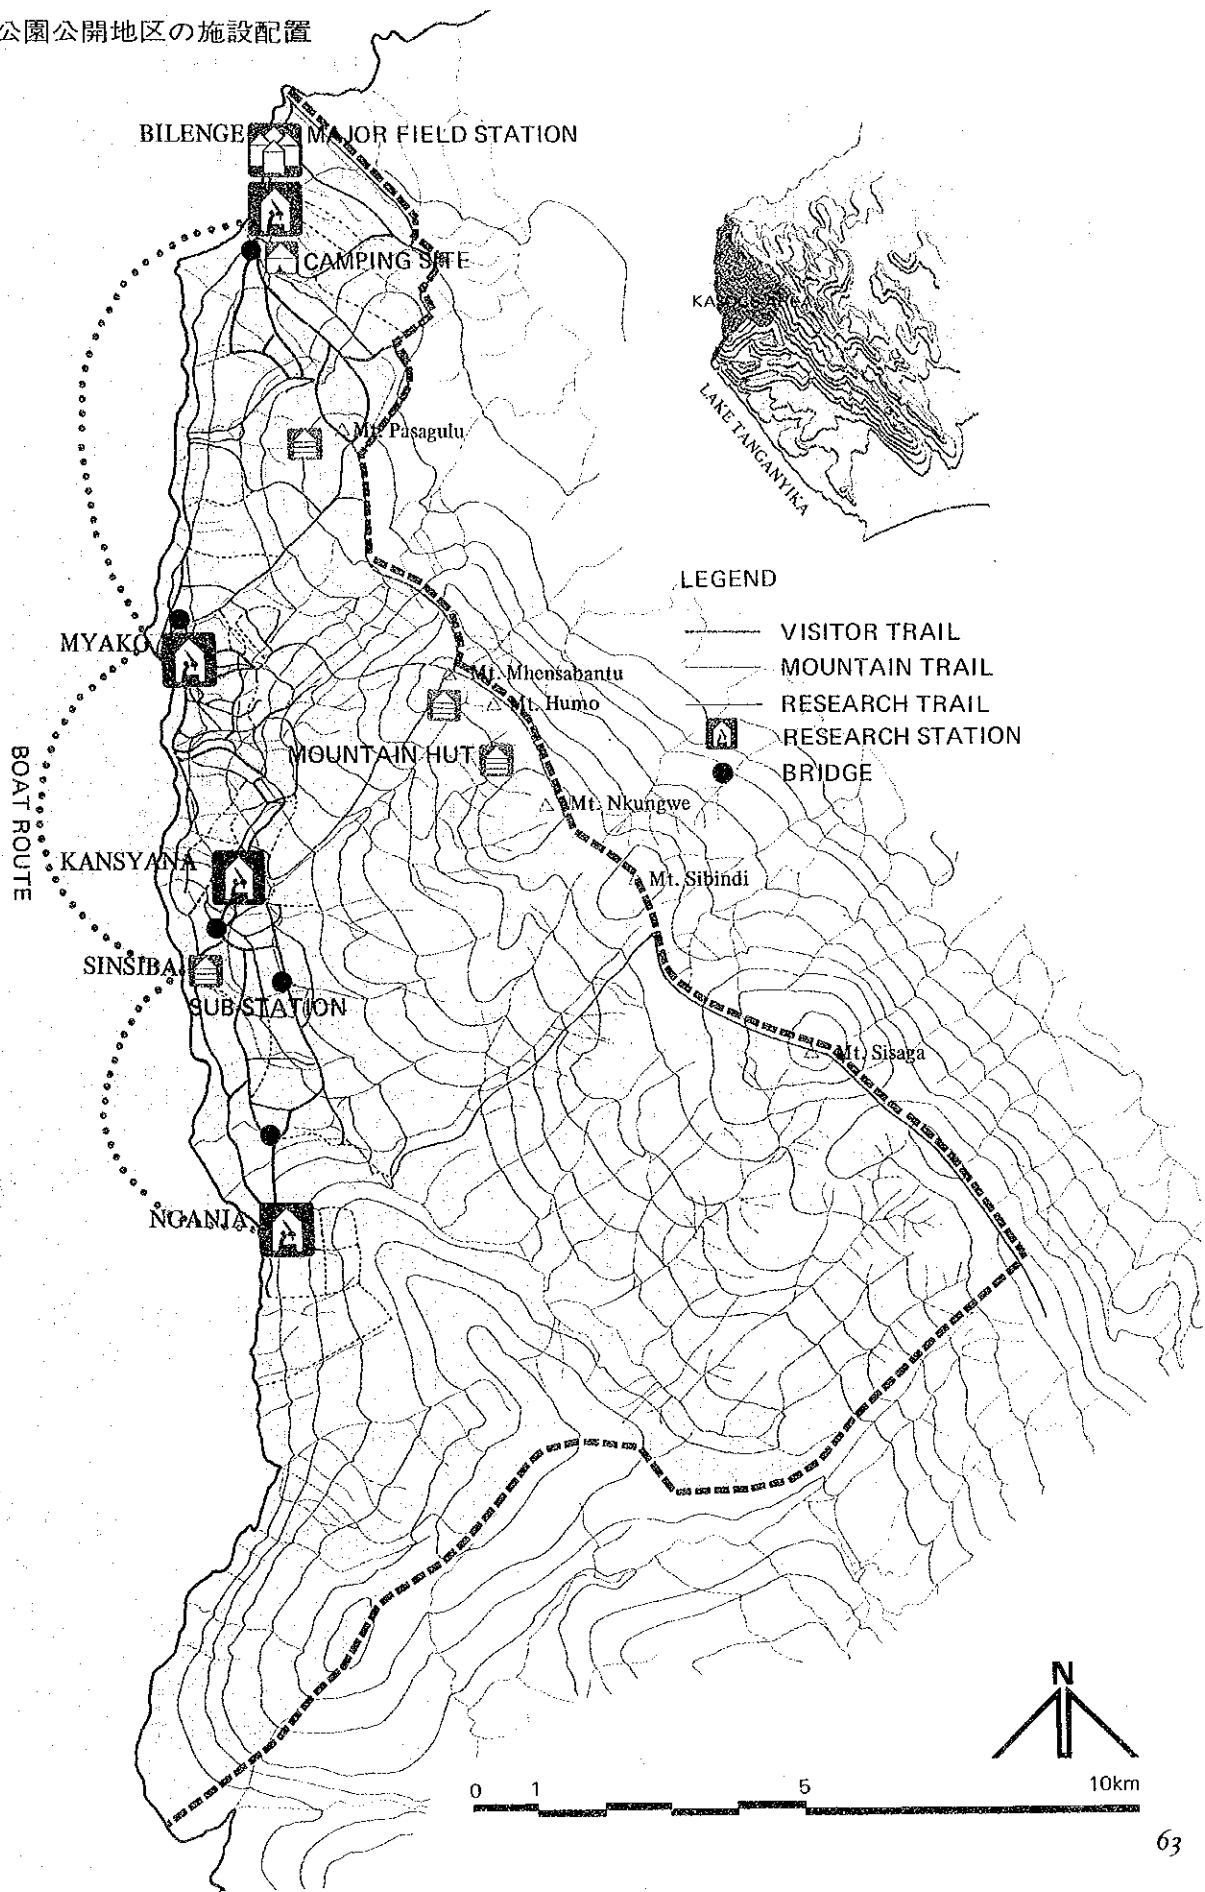 公園公開地区の施設配置
BILENGE
MAJOR FIELD STATION
CAMPING SITE
KASOGE AREA
LAKE TANGANYIKA
Mt. Pasagulu
LEGEND
VISITOR TRAIL
MOUNTAIN TRAIL
RESEARCH TRAIL
RESEARCH STATION
BRIDGE
MYAKO
Mt. Mhensabantu
Mt. Humo
MOUNTAIN HUT
Mt. Nkungwe
BOAT ROUTE
KANSYANA
Mt. Sibindi
SINSIBA
SUB STATION
Mt. Sisaga
NGANJA
N
0 1 5 10km
63